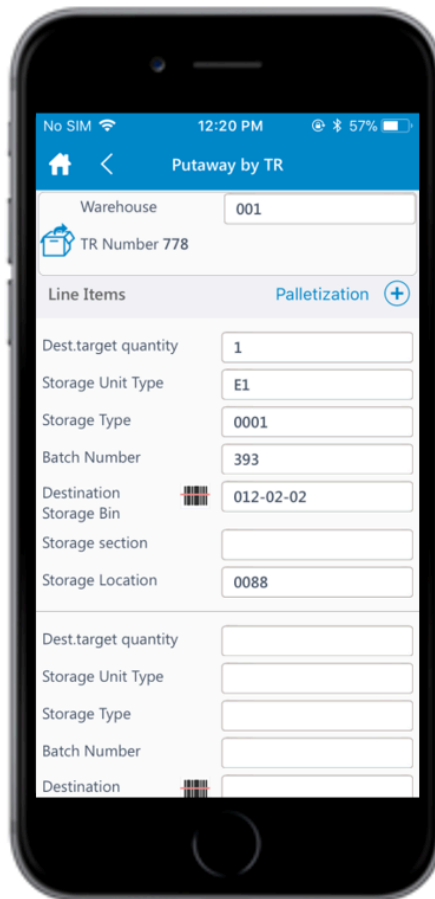 No SIM 12:20 PM 57%
Putaway by TR
Warehouse 001
TR Number 778
Line Items Palletization
Dest.target quantity 1
Storage Unit Type E1
Storage Type 0001
Batch Number 393
Destination
Storage Bin 012-02-02
Storage section
Storage Location 0088
Dest.target quantity
Storage Unit Type
Storage Type
Batch Number
Destination